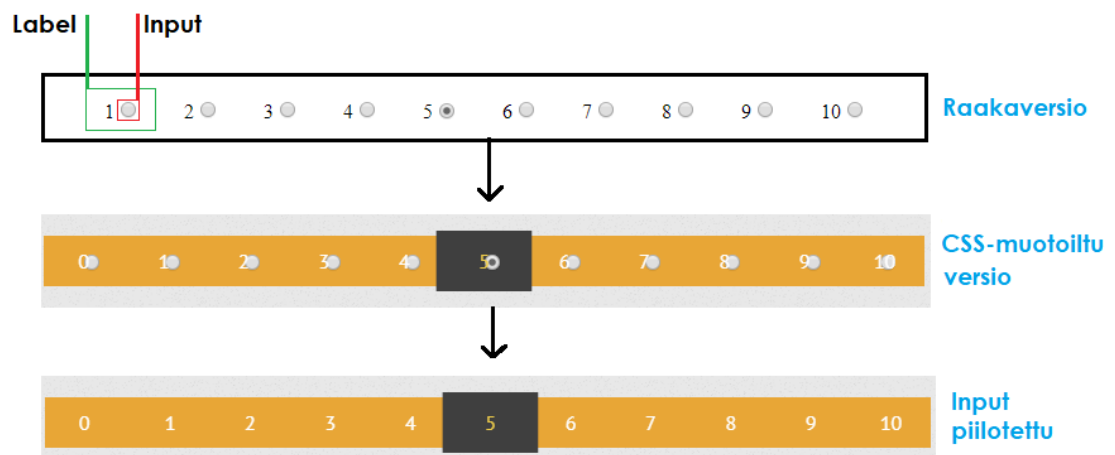 Label Input
1 2 3 4 5 6 7 8 9 10
Raakaversio
0 1 2 3 4 5 6 7 8 9 10
CSS-muotoiltu
versio
0 1 2 3 4 5 6 7 8 9 10
Input
piilotettu